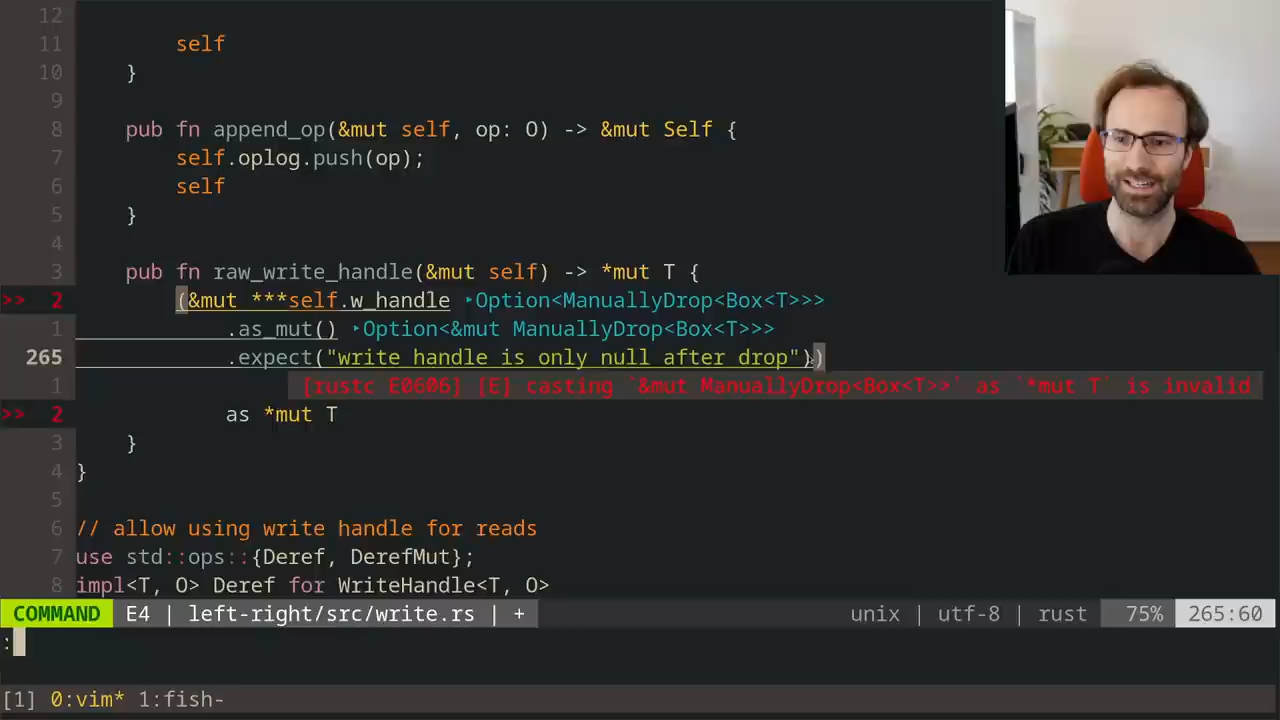 12
11 self
10 }
9
8 pub fn append_op(&mut self, op: O) -> &mut Self {
7 self.oplog.push(op);
6 self
5 }
4
3 pub fn raw_write_handle(&mut self) -> *mut T {
>> 2 (&mut ***self.w_handle ‣Option<ManuallyDrop<Box<T>>>
1 .as_mut() ‣Option<&mut ManuallyDrop<Box<T>>>
265 .expect("write handle is only null after drop"))
1 [rustc E0606] [E] casting `&mut ManuallyDrop<Box<T>>` as `*mut T` is invalid
>> 2 as *mut T
3 }
4 }
5
6 // allow using write handle for reads
7 use std::ops::{Deref, DerefMut};
8 impl<T, O> Deref for WriteHandle<T, O>
COMMAND E4 | left-right/src/write.rs | + unix | utf-8 | rust 75% 265:60
:
[1] 0:vim* 1:fish-